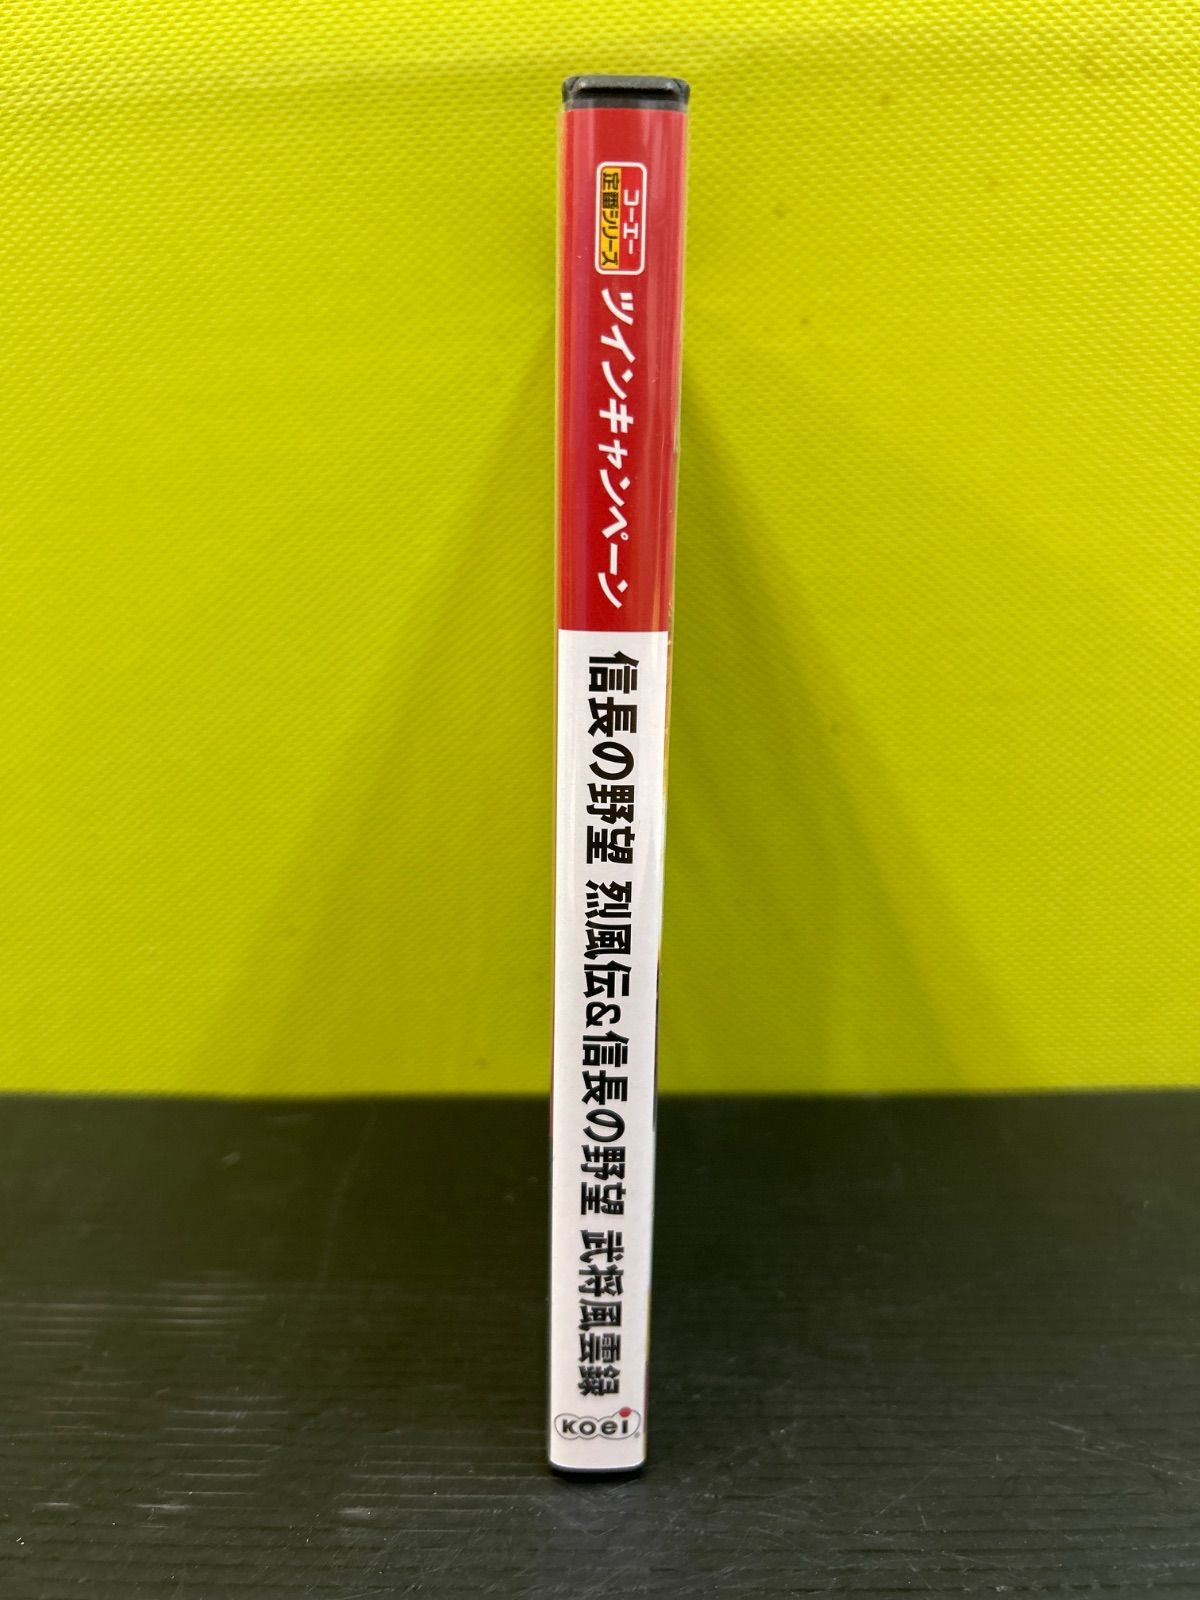 コーエー
定番シリーズ
ツインキャンペーン
信長の野望 烈風伝&信長の野望 武将風雲録
KOEI